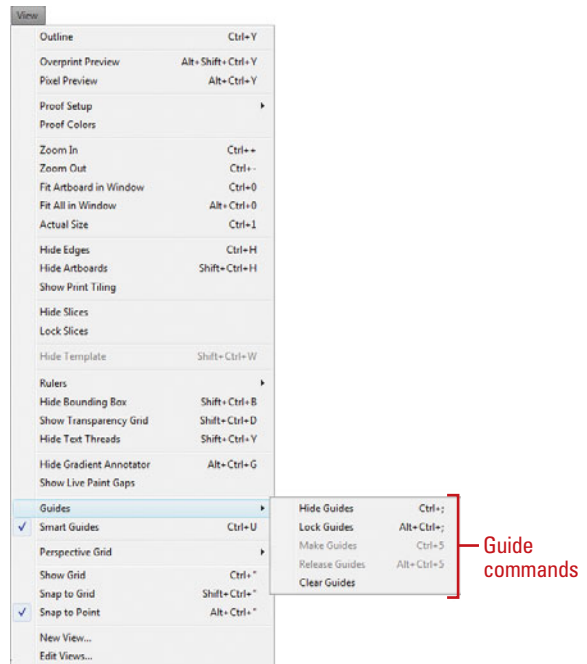 View
Outline Ctrl+Y
Overprint Preview Alt+Shift+Ctrl+Y
Pixel Preview Alt+Ctrl+Y
Proof Setup
Proof Colors
Zoom In Ctrl++
Zoom Out Ctrl+-
Fit Artboard in Window Ctrl+0
Fit All in Window Alt+Ctrl+0
Actual Size Ctrl+1
Hide Edges Ctrl+H
Hide Artboards Shift+Ctrl+H
Show Print Tiling
Hide Slices
Lock Slices
Hide Template Shift+Ctrl+W
Rulers
Hide Bounding Box Shift+Ctrl+B
Show Transparency Grid Shift+Ctrl+D
Hide Text Threads Shift+Ctrl+Y
Hide Gradient Annotator Alt+Ctrl+G
Show Live Paint Gaps
Guides
Smart Guides Ctrl+U
Perspective Grid
Show Grid Ctrl+"
Snap to Grid Shift+Ctrl+"
Snap to Point Alt+Ctrl+"
New View...
Edit Views...
Hide Guides Ctrl+;
Lock Guides Alt+Ctrl+;
Make Guides Ctrl+5
Release Guides Alt+Ctrl+5
Clear Guides
Guide
commands